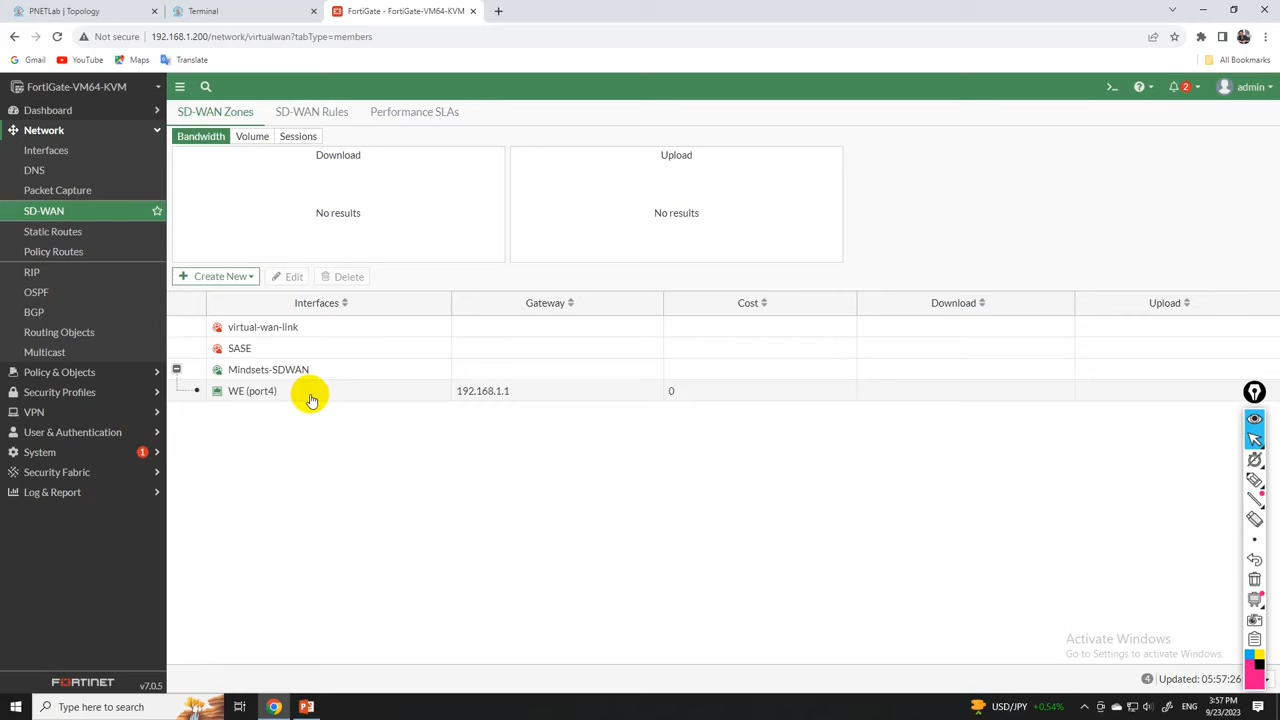 PNETLab | Topology
Terminal
FortiGate - FortiGate-VM64-KVM
Not secure
192.168.1.200/network/virtualwan?tabType=members
Gmail
YouTube
Maps
Translate
All Bookmarks
FortiGate-VM64-KVM
2
admin
Dashboard
Network
Interfaces
DNS
Packet Capture
SD-WAN
Static Routes
Policy Routes
RIP
OSPF
BGP
Routing Objects
Multicast
Policy & Objects
Security Profiles
VPN
User & Authentication
System
1
Security Fabric
Log & Report
FORTINET
v7.0.5
SD-WAN Zones
SD-WAN Rules
Performance SLAs
Bandwidth
Volume
Sessions
Download
No results
Upload
No results
Create New
Edit
Delete
Interfaces
Gateway
Cost
Download
Upload
virtual-wan-link
SASE
Mindsets-SDWAN
WE (port4)
192.168.1.1
0
Activate Windows
Go to Settings to activate Windows.
4
Updated: 05:57:26
Type here to search
USD/JPY
+0.54%
3:57 PM
9/23/2023